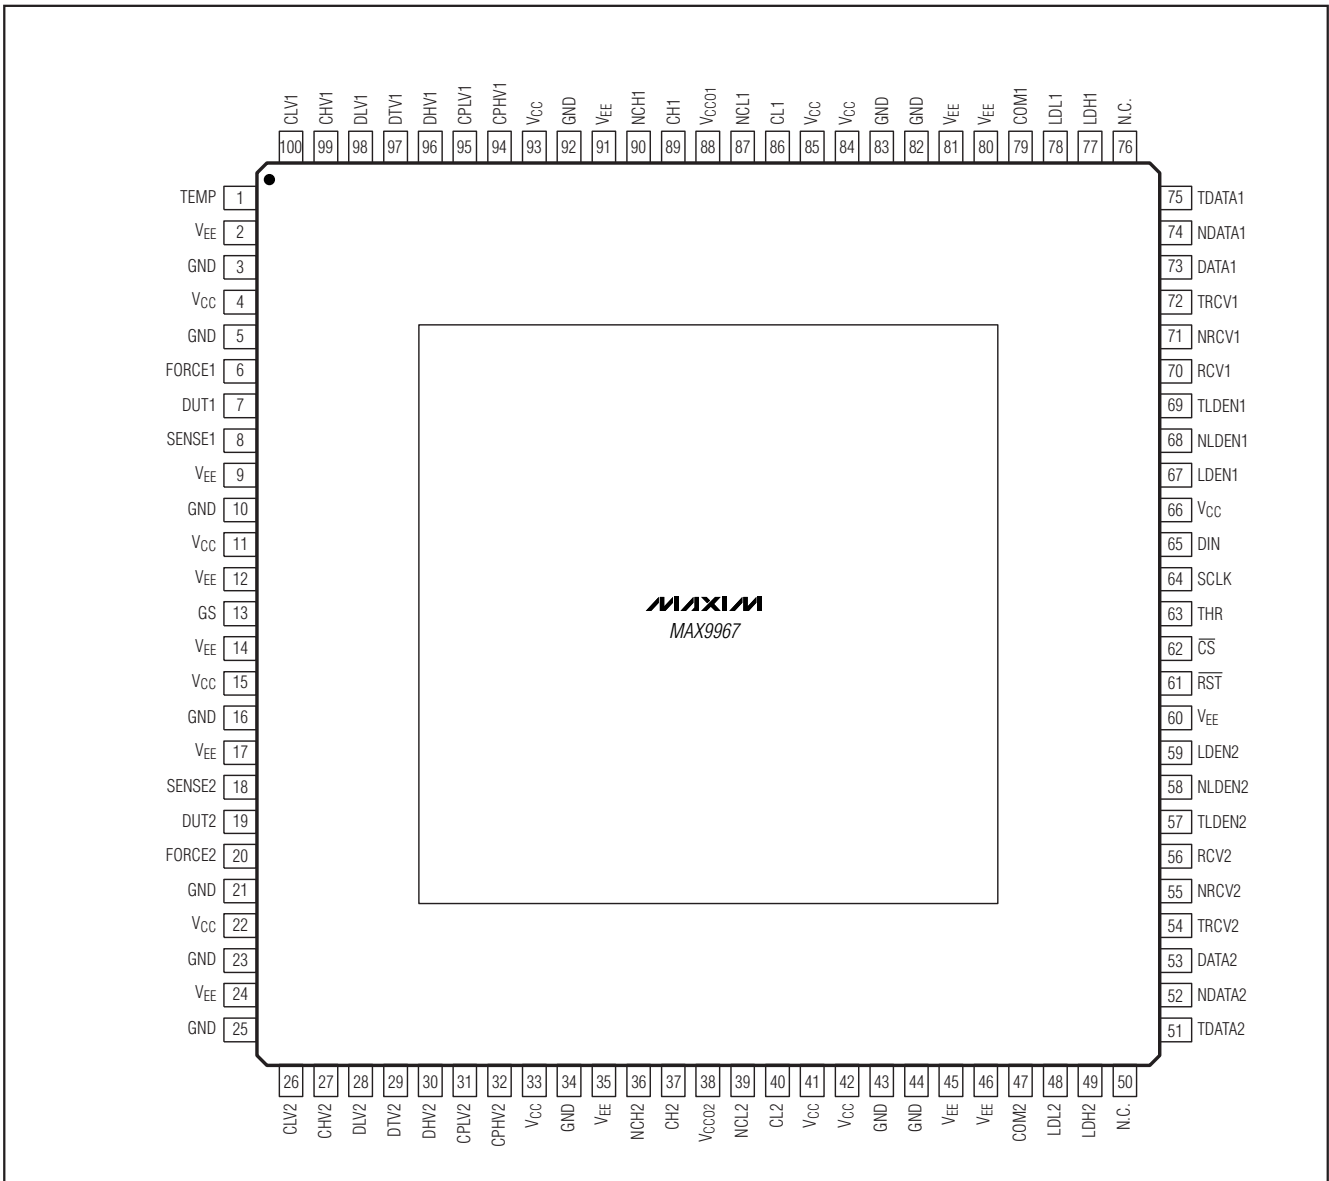 CLV1 CHV1 DLV1 DTV1 DHV1 CPLV1 CPHV1 VCC GND VEE NCH1 CH1 VCCO1 NCL1 CL1 VCC VCC GND GND VEE VEE COM1 LDL1 LDH1 N.C.
100 99 98 97 96 95 94 93 92 91 90 89 88 87 86 85 84 83 82 81 80 79 78 77 76
TEMP 1 75 TDATA1
VEE 2 74 NDATA1
GND 3 73 DATA1
VCC 4 72 TRCV1
GND 5 71 NRCV1
FORCE1 6 70 RCV1
DUT1 7 69 TLDEN1
SENSE1 8 68 NLDEN1
VEE 9 67 LDEN1
GND 10 66 VCC
VCC 11 65 DIN
VEE 12 64 SCLK
MAXIM
GS 13 63 THR
MAX9967
VEE 14 62 CS
VCC 15 61 RST
GND 16 60 VEE
VEE 17 59 LDEN2
SENSE2 18 58 NLDEN2
DUT2 19 57 TLDEN2
FORCE2 20 56 RCV2
GND 21 55 NRCV2
VCC 22 54 TRCV2
GND 23 53 DATA2
VEE 24 52 NDATA2
GND 25 51 TDATA2
26 27 28 29 30 31 32 33 34 35 36 37 38 39 40 41 42 43 44 45 46 47 48 49 50
CLV2 CHV2 DLV2 DTV2 DHV2 CPLV2 CPHV2 VCC GND VEE NCH2 CH2 VCCO2 NCL2 CL2 VCC VCC GND GND VEE VEE COM2 LDL2 LDH2 N.C.